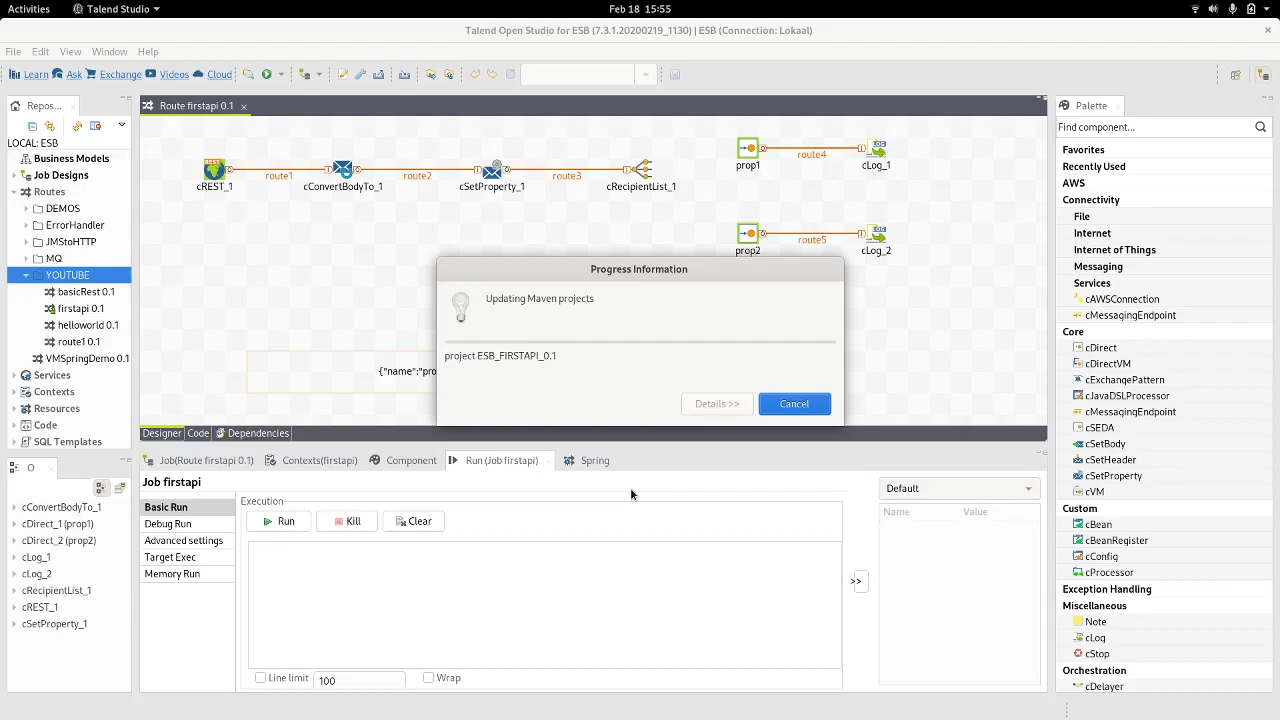 Activities
Talend Open Studio
Feb 18 15:55
Talend Open Studio for ESB (7.3.1.20200219_1130) | ESB (Connection: Lokaal)
File Edit View Window Help
Learn Ask Exchange Videos Cloud
Repos...
LOCAL: ESB
Business Models
Job Designs
Routes
DEMOS
ErrorHandler
JMStoHTTP
MQ
YOUTUBE
basicRest 0.1
firstapi 0.1
helloworld 0.1
route1 0.1
VMSpringDemo 0.1
Services
Contexts
Resources
Code
SQL Templates
O
cConvertBodyTo_1
cDirect_1 (prop1)
cDirect_2 (prop2)
cLog_1
cLog_2
cRecipientList_1
cREST_1
cSetProperty_1
Route firstapi 0.1
REST
route1
route2
route3
cREST_1
cConvertBodyTo_1
cSetProperty_1
cRecipientList_1
LOG
route4
prop1
cLog_1
LOG
route5
prop2
cLog_2
{"name":"pro
Progress Information
Updating Maven projects
project ESB_FIRSTAPI_0.1
Details >>
Cancel
Designer Code Dependencies
Job(Route firstapi 0.1) Contexts(firstapi) Component Run (Job firstapi) Spring
Job firstapi
Basic Run
Debug Run
Advanced settings
Target Exec
Memory Run
Execution
Run
Kill
Clear
Line limit
100
Wrap
>>
Default
Name
Value
Palette
Find component...
Favorites
Recently Used
AWS
Connectivity
File
Internet
Internet of Things
Messaging
Services
cAWSConnection
cMessagingEndpoint
Core
cDirect
cDirectVM
cExchangePattern
cJavaDSLProcessor
cMessagingEndpoint
cSEDA
cSetBody
cSetHeader
cSetProperty
cVM
Custom
cBean
cBeanRegister
cConfig
cProcessor
Exception Handling
Miscellaneous
Note
cLog
cStop
Orchestration
cDelayer